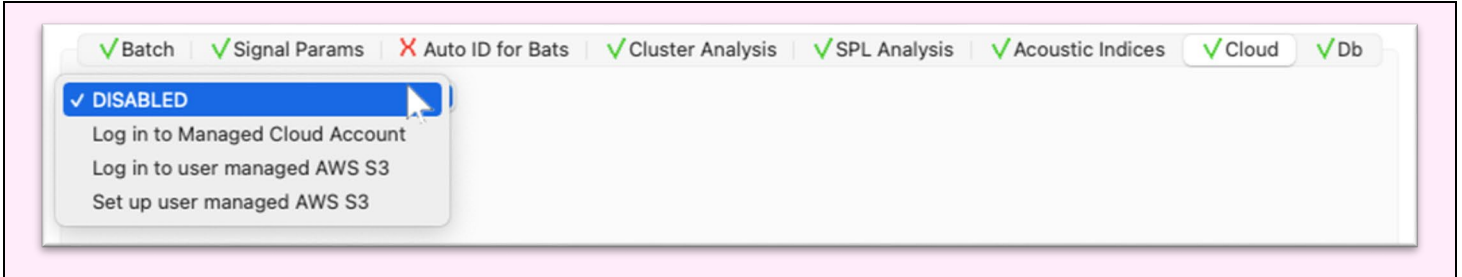 Batch Signal Params Auto ID for Bats Cluster Analysis SPL Analysis Acoustic Indices Cloud Db
DISABLED
Log in to Managed Cloud Account
Log in to user managed AWS S3
Set up user managed AWS S3